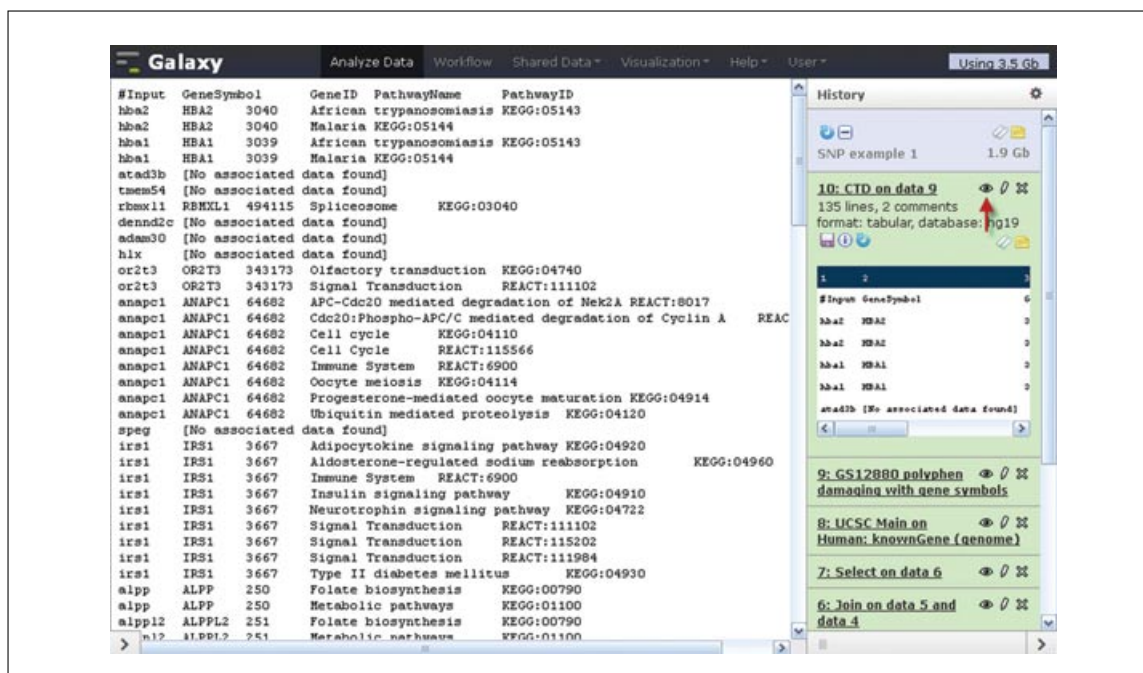 Galaxy
Analyze Data Workflow Shared Data Visualization Help User Using 3.5 Gb
#Input GeneSymbol GeneID PathwayName PathwayID
hba2 HBA2 3040 African trypanosomiasis KEGG:05143
hba2 HBA2 3040 Malaria KEGG:05144
hba1 HBA1 3039 African trypanosomiasis KEGG:05143
hba1 HBA1 3039 Malaria KEGG:05144
atad3b [No associated data found]
tmem54 [No associated data found]
rbmxl1 RBMXL1 494115 Spliceosome KEGG:03040
dennd2c [No associated data found]
adam30 [No associated data found]
hlx [No associated data found]
or2t3 OR2T3 343173 Olfactory transduction KEGG:04740
or2t3 OR2T3 343173 Signal Transduction REACT:111102
anapc1 ANAPC1 64682 APC-Cdc20 mediated degradation of Nek2A REACT:8017
anapc1 ANAPC1 64682 Cdc20:Phospho-APC/C mediated degradation of Cyclin A REAC
anapc1 ANAPC1 64682 Cell cycle KEGG:04110
anapc1 ANAPC1 64682 Cell Cycle REACT:115566
anapc1 ANAPC1 64682 Immune System REACT:6900
anapc1 ANAPC1 64682 Oocyte meiosis KEGG:04114
anapc1 ANAPC1 64682 Progesterone-mediated oocyte maturation KEGG:04914
anapc1 ANAPC1 64682 Ubiquitin mediated proteolysis KEGG:04120
speg [No associated data found]
irs1 IRS1 3667 Adipocytokine signaling pathway KEGG:04920
irs1 IRS1 3667 Aldosterone-regulated sodium reabsorption KEGG:04960
irs1 IRS1 3667 Immune System REACT:6900
irs1 IRS1 3667 Insulin signaling pathway KEGG:04910
irs1 IRS1 3667 Neurotrophin signaling pathway KEGG:04722
irs1 IRS1 3667 Signal Transduction REACT:111102
irs1 IRS1 3667 Signal Transduction REACT:115202
irs1 IRS1 3667 Signal Transduction REACT:111984
irs1 IRS1 3667 Type II diabetes mellitus KEGG:04930
alpp ALPP 250 Folate biosynthesis KEGG:00790
alpp ALPP 250 Metabolic pathways KEGG:01100
alppl2 ALPPL2 251 Folate biosynthesis KEGG:00790
ALPPL2 251 Metabolic pathways KEGG:01100
History
SNP example 1 1.9 Gb
10: CTD on data 9
135 lines, 2 comments
format: tabular, database: hg19
1 2 3
#Input GeneSymbol G
hba2 HBA2 3
hba2 HBA2 3
hba1 HBA1 3
hba1 HBA1 3
atad3b [No associated data found]
9: GS12880 polyphen
damaging with gene symbols
8: UCSC Main on
Human: knownGene (genome)
7: Select on data 6
6: Join on data 5 and
data 4